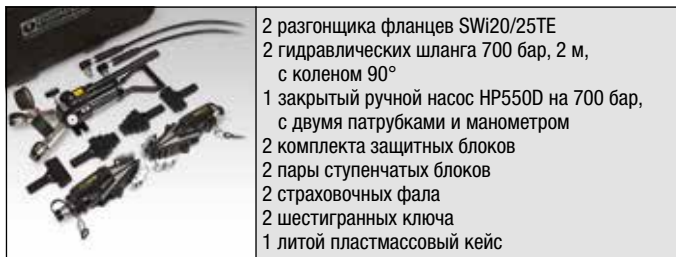 2 разгонщика фланцев SWi20/25TE
2 гидравлических шланга 700 бар, 2 м,
с коленом 90°
1 закрытый ручной насос HP550D на 700 бар,
с двумя патрубками и манометром
2 комплекта защитных блоков
2 пары ступенчатых блоков
2 страховочных фала
2 шестигранных ключа
1 литой пластмассовый кейс